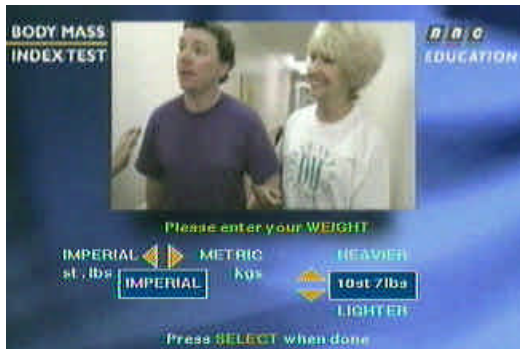 BODY MASS
INDEX TEST
BBC
EDUCATION
Please enter your WEIGHT
IMPERIAL
METRIC
st. lbs
kgs
IMPERIAL
HEAVIER
10st 7lbs
LIGHTER
Press SELECT when done